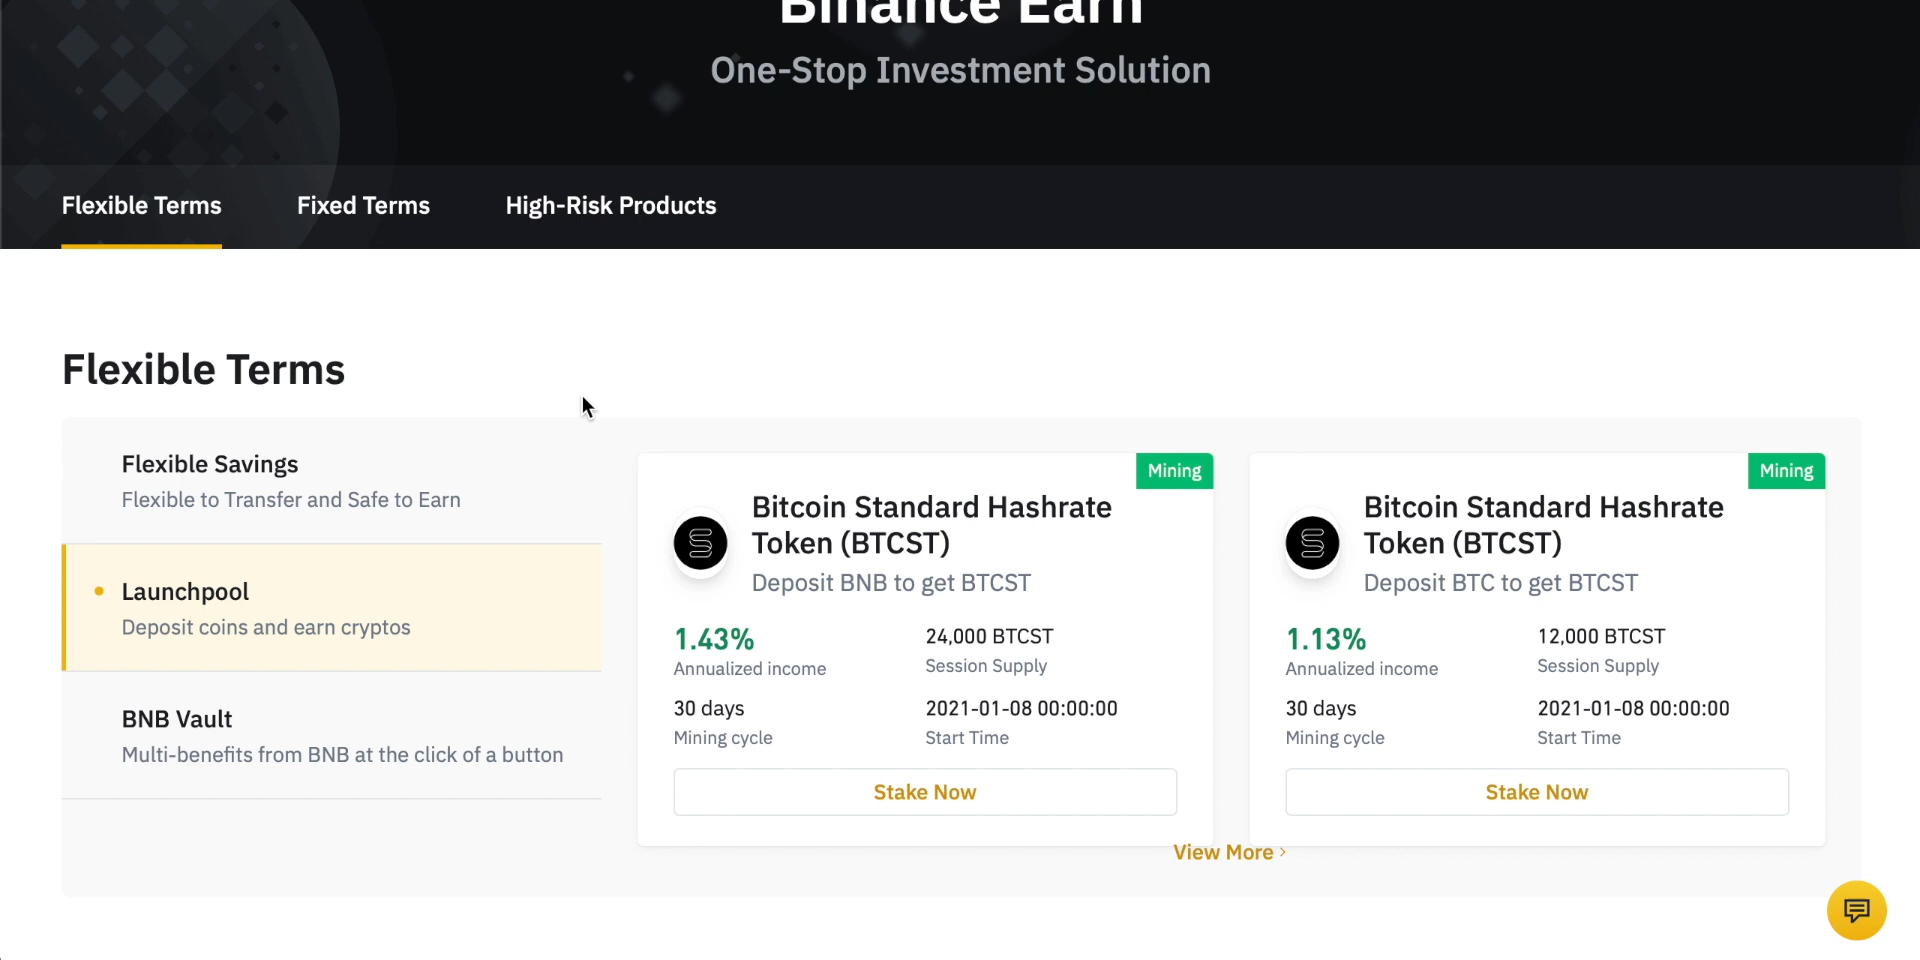 Binance Earn
One-Stop Investment Solution
Flexible Terms
Fixed Terms
High-Risk Products
Flexible Terms
Flexible Savings
Flexible to Transfer and Safe to Earn
Launchpool
Deposit coins and earn cryptos
BNB Vault
Multi-benefits from BNB at the click of a button
Mining
Bitcoin Standard Hashrate
Token (BTCST)
Deposit BNB to get BTCST
1.43%
Annualized income
24,000 BTCST
Session Supply
30 days
Mining cycle
2021-01-08 00:00:00
Start Time
Stake Now
Mining
Bitcoin Standard Hashrate
Token (BTCST)
Deposit BTC to get BTCST
1.13%
Annualized income
12,000 BTCST
Session Supply
30 days
Mining cycle
2021-01-08 00:00:00
Start Time
Stake Now
View More